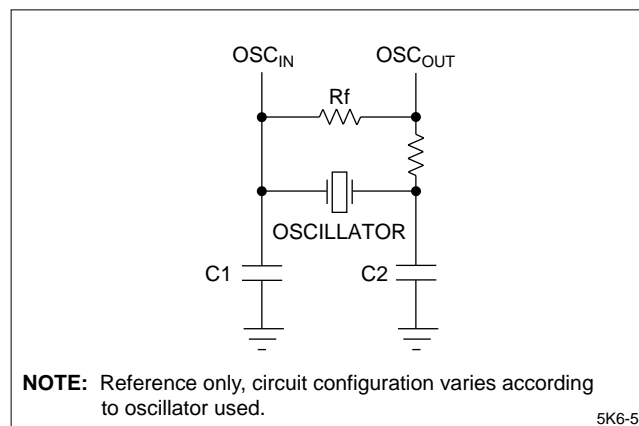 OSCIN OSCOUT
Rf
OSCILLATOR
C1 C2
NOTE: Reference only, circuit configuration varies according
to oscillator used.
5K6-5